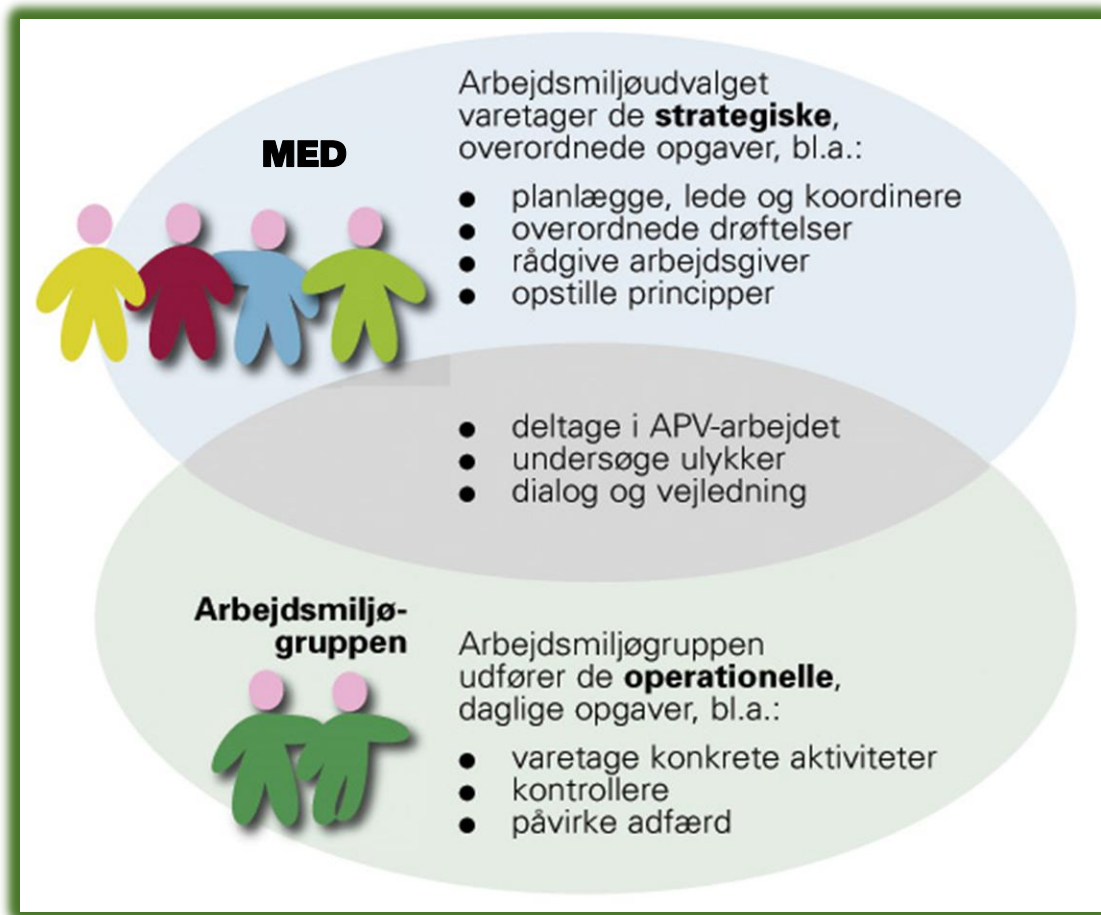 MED
Arbejdsmiljøudvalget
varetager de strategiske,
overordnede opgaver, bl.a.:
● planlægge, lede og koordinere
● overordnede drøftelser
● rådgive arbejdsgiver
● opstille principper
● deltage i APV-arbejdet
● undersøge ulykker
● dialog og vejledning
Arbejdsmiljø-
gruppen
Arbejdsmiljøgruppen
udfører de operationelle,
daglige opgaver, bl.a.:
● varetage konkrete aktiviteter
● kontrollere
● påvirke adfærd